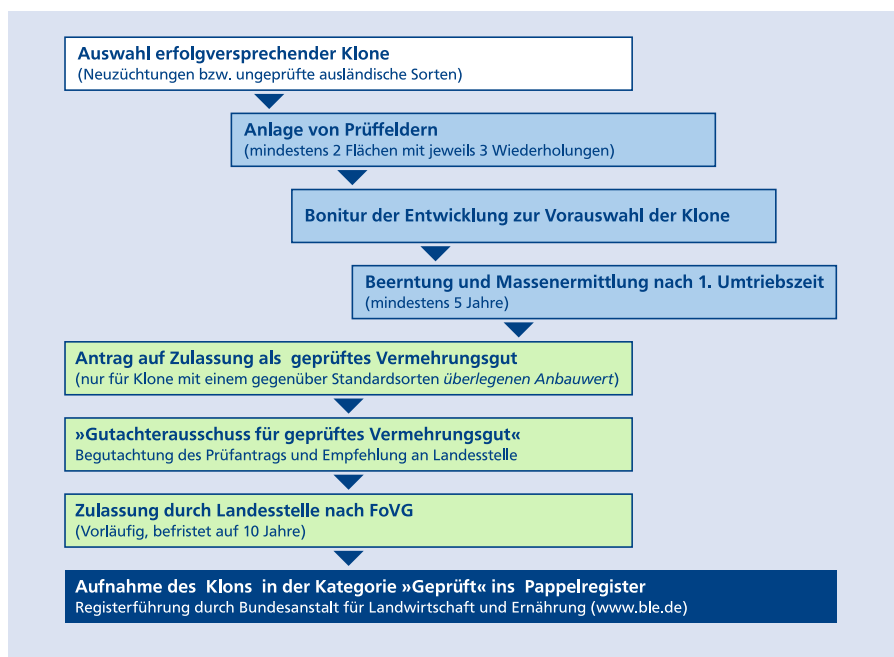 Auswahl erfolgversprechender Klone
(Neuzüchtungen bzw. ungeprüfte ausländische Sorten)
Anlage von Prüffeldern
(mindestens 2 Flächen mit jeweils 3 Wiederholungen)
Bonitur der Entwicklung zur Vorauswahl der Klone
Beerntung und Massenermittlung nach 1. Umtriebszeit
(mindestens 5 Jahre)
Antrag auf Zulassung als geprüftes Vermehrungsgut
(nur für Klone mit einem gegenüber Standardsorten überlegenen Anbauwert)
»Gutachterausschuss für geprüftes Vermehrungsgut«
Begutachtung des Prüfantrags und Empfehlung an Landesstelle
Zulassung durch Landesstelle nach FoVG
(Vorläufig, befristet auf 10 Jahre)
Aufnahme des Klons in der Kategorie »Geprüft« ins Pappelregister
Registerführung durch Bundesanstalt für Landwirtschaft und Ernährung (www.ble.de)